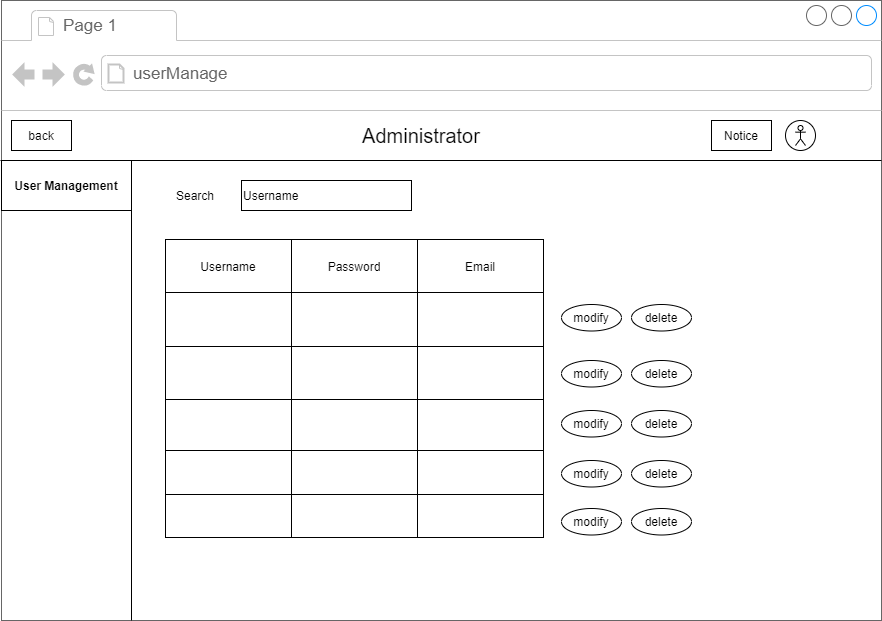 Page 1
userManage
back
Administrator
Notice
User Management
Search
Username
Username Password Email
modify delete
modify delete
modify delete
modify delete
modify delete